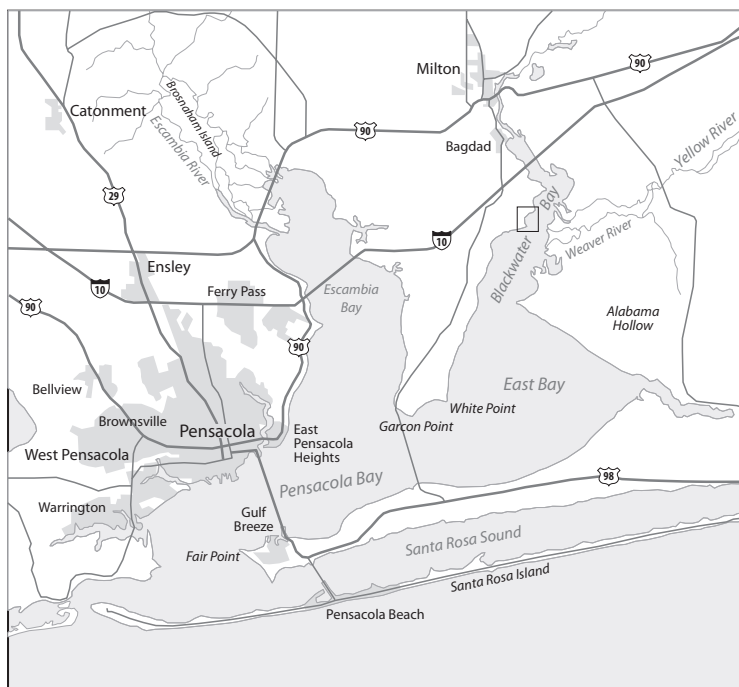 Milton
90
90
Catonment
Brosnaham Island
Escambia River
90
Bagdad
Yellow River
29
Blackwater Bay
10
Weaver River
Ensley
10
Ferry Pass
Escambia
Bay
90
Alabama
Hollow
90
Bellview
East Bay
Brownsville
White Point
Garcon Point
Pensacola
East
Pensacola
Heights
West Pensacola
Pensacola Bay
98
Warrington
Gulf
Breeze
Santa Rosa Sound
Fair Point
Santa Rosa Island
Pensacola Beach